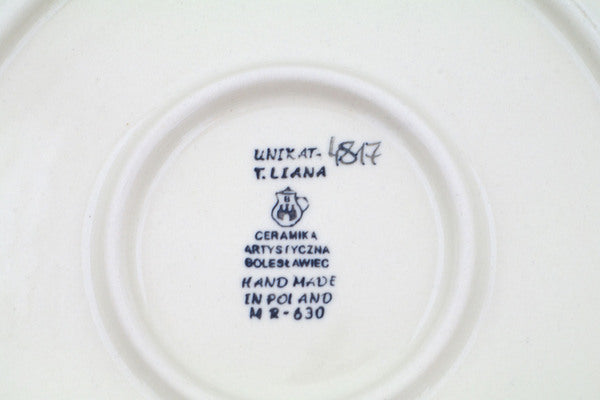 UNIKAT-4817
T.LIANA
B
CERAMIKA
ARTYSTYCZNA
BOLESŁAWIEC
HAND MADE
IN POLAND
M R-630